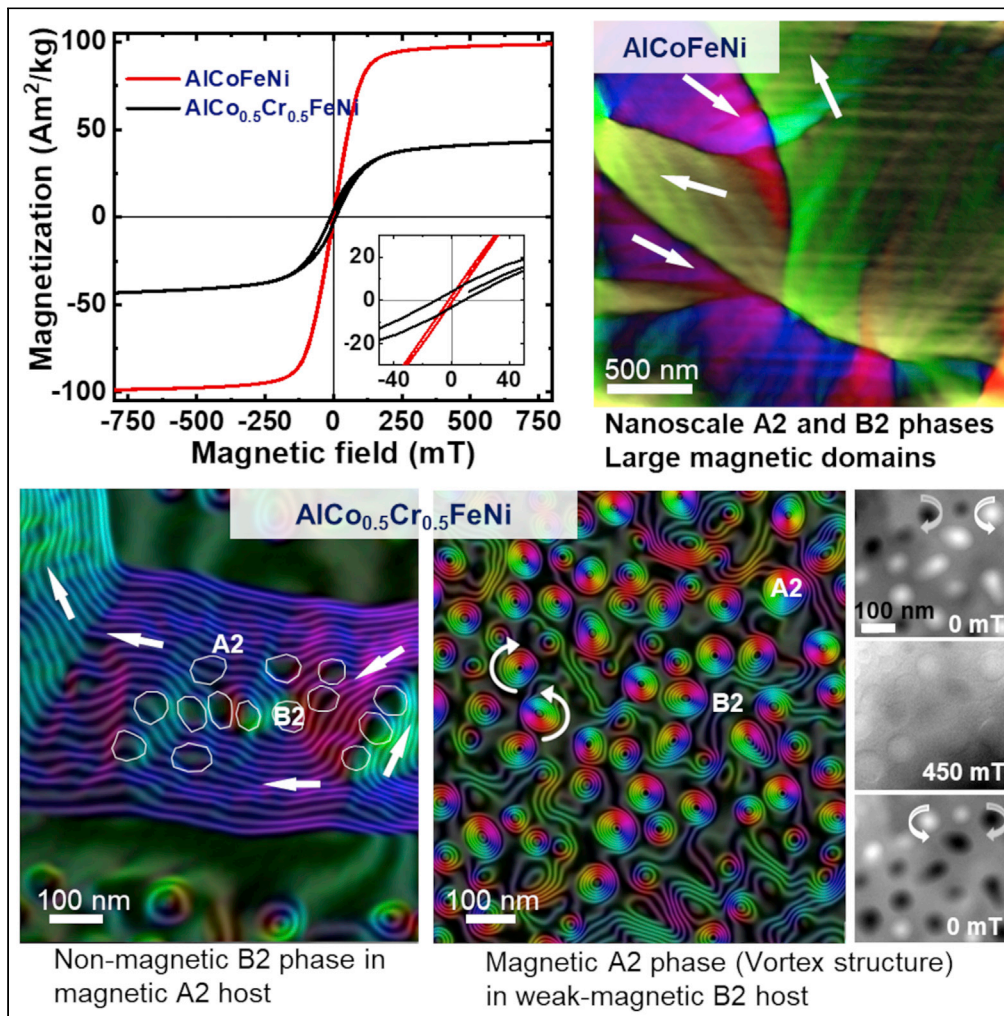 Magnetization (Am²/kg)
100
50
0
-50
-100
AlCoFeNi
AlCo₀.₅Cr₀.₅FeNi
20
0
-20
-40 0 40
-750 -500 -250 0 250 500 750
Magnetic field (mT)
AlCoFeNi
500 nm
Nanoscale A2 and B2 phases
Large magnetic domains
AlCo₀.₅Cr₀.₅FeNi
A2
B2
100 nm
Non-magnetic B2 phase in
magnetic A2 host
A2
B2
100 nm
Magnetic A2 phase (Vortex structure)
in weak-magnetic B2 host
100 nm
0 mT
450 mT
0 mT